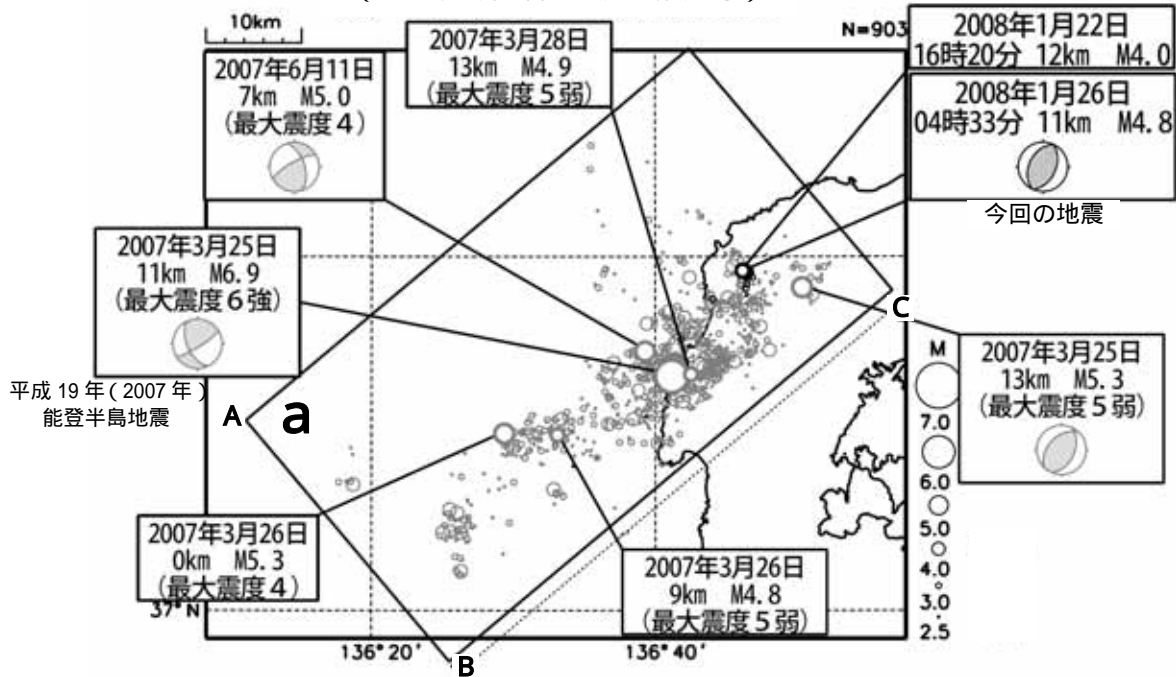 10km
N=903
2007年3月28日
13km M4.9
(最大震度5弱)
2008年1月22日
16時20分 12km M4.0
2008年1月26日
04時33分 11km M4.8
今回の地震
2007年6月11日
7km M5.0
(最大震度4)
2007年3月25日
11km M6.9
(最大震度6強)
平成19年(2007年)
能登半島地震
A
a
C
2007年3月25日
13km M5.3
(最大震度5弱)
M
7.0
6.0
5.0
4.0
3.0
2.5
2007年3月26日
0km M5.3
(最大震度4)
2007年3月26日
9km M4.8
(最大震度5弱)
37°N
136°20'
136°40'
B